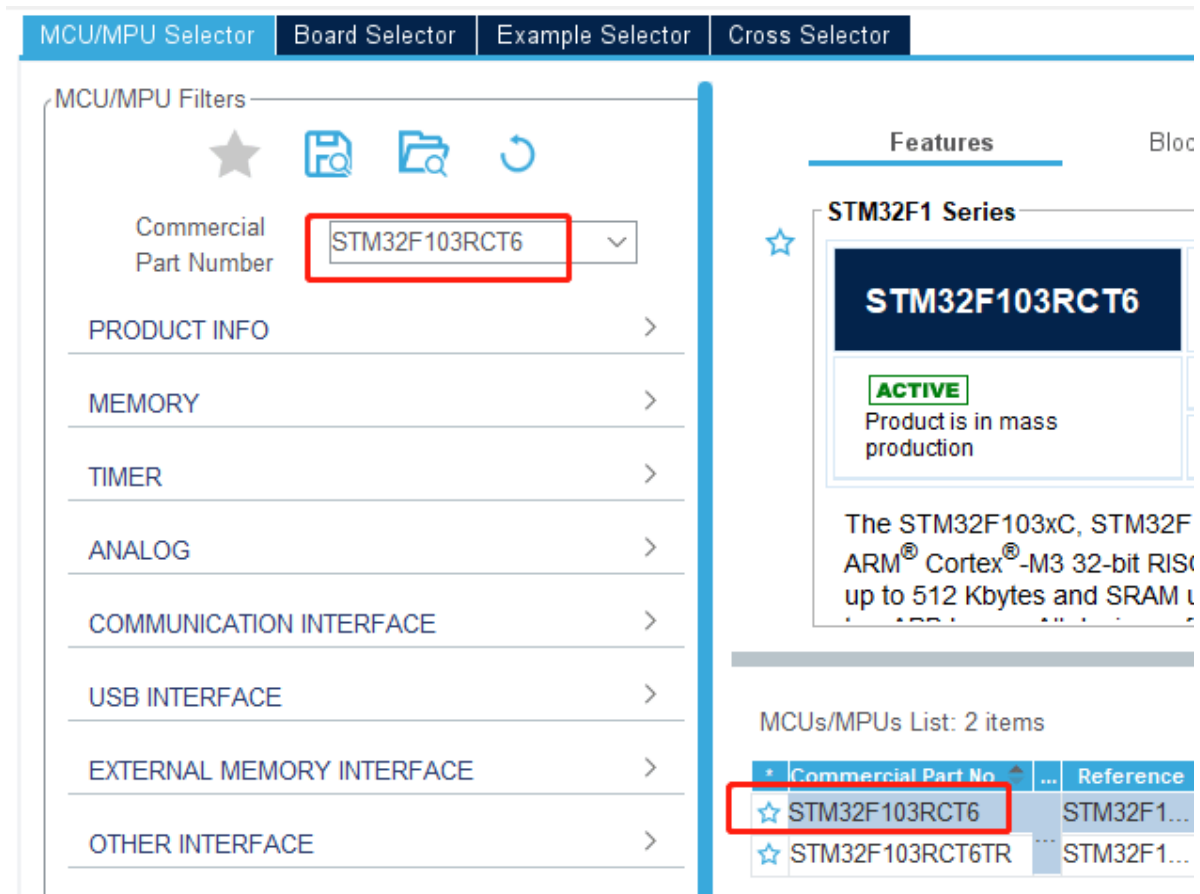 MCU/MPU Selector
Board Selector
Example Selector
Cross Selector
MCU/MPU Filters
Commercial
Part Number
STM32F103RCT6
PRODUCT INFO
MEMORY
TIMER
ANALOG
COMMUNICATION INTERFACE
USB INTERFACE
EXTERNAL MEMORY INTERFACE
OTHER INTERFACE
Features
Bloc
STM32F1 Series
STM32F103RCT6
ACTIVE
Product is in mass
production
The STM32F103xC, STM32F
ARM® Cortex®-M3 32-bit RISC
up to 512 Kbytes and SRAM u
MCUs/MPUs List: 2 items
* Commercial Part No ... Reference
STM32F103RCT6 STM32F1...
...
STM32F103RCT6TR STM32F1...